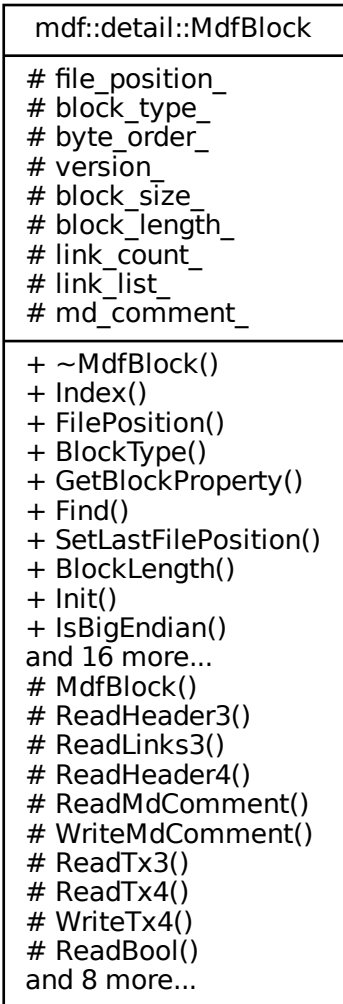 mdf::detail::MdfBlock
# file_position_
# block_type_
# byte_order_
# version_
# block_size_
# block_length_
# link_count_
# link_list_
# md_comment_
+ ~MdfBlock()
+ Index()
+ FilePosition()
+ BlockType()
+ GetBlockProperty()
+ Find()
+ SetLastFilePosition()
+ BlockLength()
+ Init()
+ IsBigEndian()
and 16 more...
# MdfBlock()
# ReadHeader3()
# ReadLinks3()
# ReadHeader4()
# ReadMdComment()
# WriteMdComment()
# ReadTx3()
# ReadTx4()
# WriteTx4()
# ReadBool()
and 8 more...